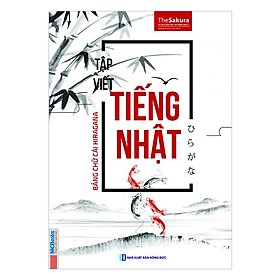 TheSakura
TẬP
VIẾT
TIẾNG
NHẬT
BẢNG CHỮ CÁI HIRAGANA
ひらがな
MCBooks
NHÀ XUẤT BẢN HỒNG ĐỨC